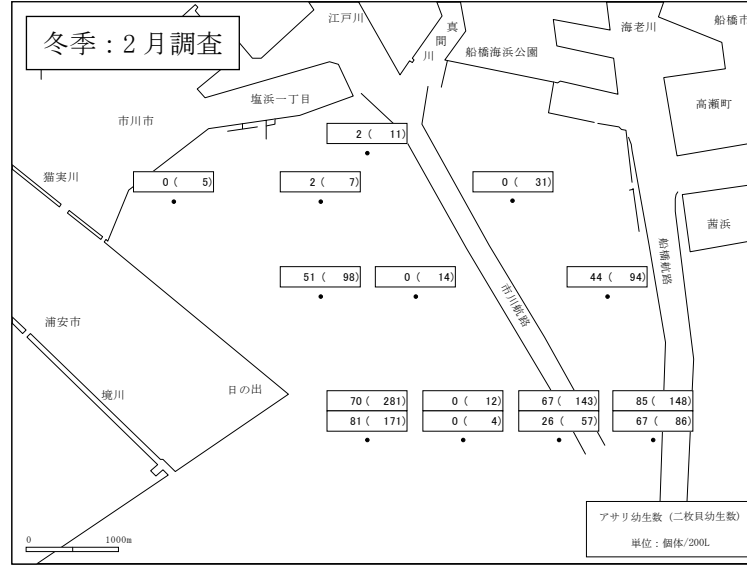 冬季：２月調査
江戸川
真間川
海老川
船橋市
船橋海浜公園
塩浜一丁目
高瀬町
市川市
2 ( 11)
猫実川
0 ( 5)
2 ( 7)
0 ( 31)
茜浜
船橋航路
51 ( 98)
0 ( 14)
44 ( 94)
市川航路
浦安市
境川
日の出
70 ( 281)
0 ( 12)
67 ( 143)
85 ( 148)
81 ( 171)
0 ( 4)
26 ( 57)
67 ( 86)
アサリ幼生数 (二枚貝幼生数)
単位：個体/200L
0 1000m